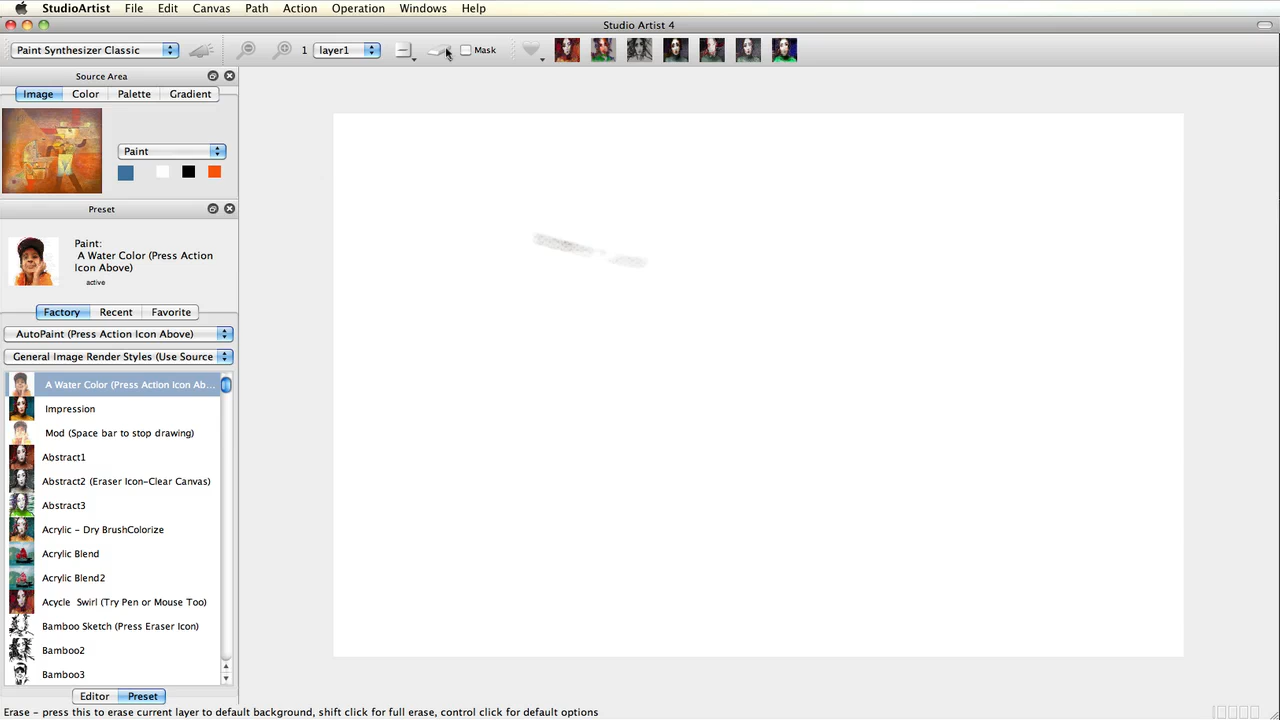 StudioArtist File Edit Canvas Path Action Operation Windows Help
Studio Artist 4
Paint Synthesizer Classic 1 layer1 Mask
Source Area
Image Color Palette Gradient
Paint
Preset
Paint:
A Water Color (Press Action
Icon Above)
active
Factory Recent Favorite
AutoPaint (Press Action Icon Above)
General Image Render Styles (Use Source
A Water Color (Press Action Icon Ab...
Impression
Mod (Space bar to stop drawing)
Abstract1
Abstract2 (Eraser Icon-Clear Canvas)
Abstract3
Acrylic - Dry BrushColorize
Acrylic Blend
Acrylic Blend2
Acycle Swirl (Try Pen or Mouse Too)
Bamboo Sketch (Press Eraser Icon)
Bamboo2
Bamboo3
Editor Preset
Erase - press this to erase current layer to default background, shift click for full erase, control click for default options